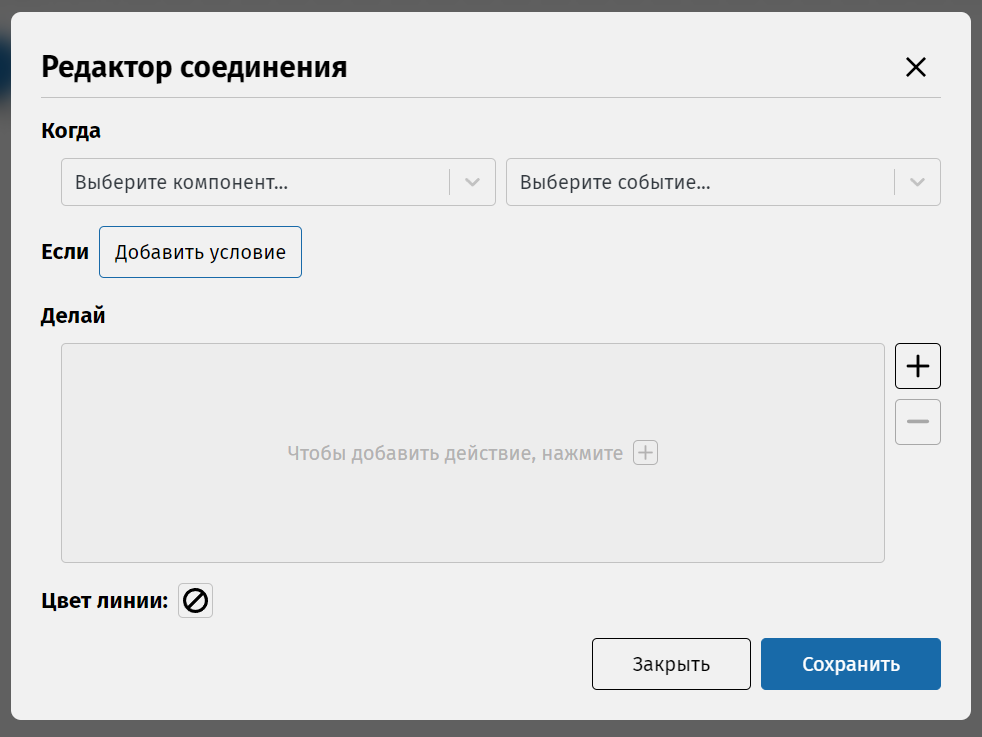 Редактор соединения
Когда
Выберите компонент... Выберите событие...
Если Добавить условие
Делай
Чтобы добавить действие, нажмите
Цвет линии:
Закрыть Сохранить